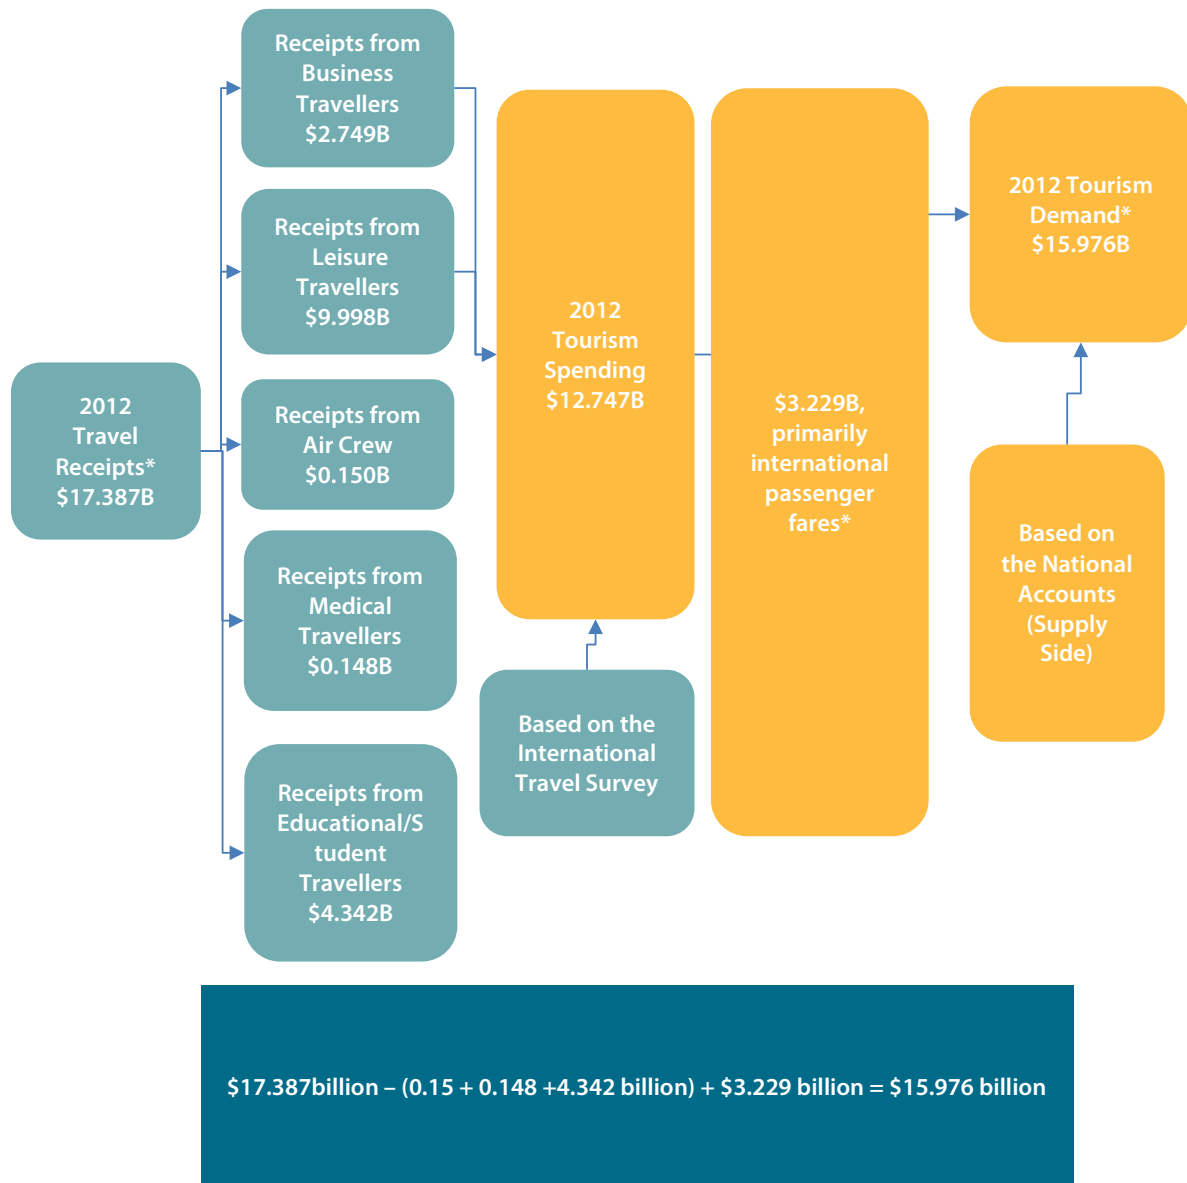 Receipts from
Business
Travellers
$2.749B
Receipts from
Leisure
Travellers
$9.998B
2012
Travel
Receipts*
$17.387B
Receipts from
Air Crew
$0.150B
Receipts from
Medical
Travellers
$0.148B
Receipts from
Educational/S
tudent
Travellers
$4.342B
2012
Tourism
Spending
$12.747B
Based on the
International
Travel Survey
$3.229B,
primarily
international
passenger
fares*
2012 Tourism
Demand*
$15.976B
Based on
the National
Accounts
(Supply
Side)
$17.387billion – (0.15 + 0.148 +4.342 billion) + $3.229 billion = $15.976 billion